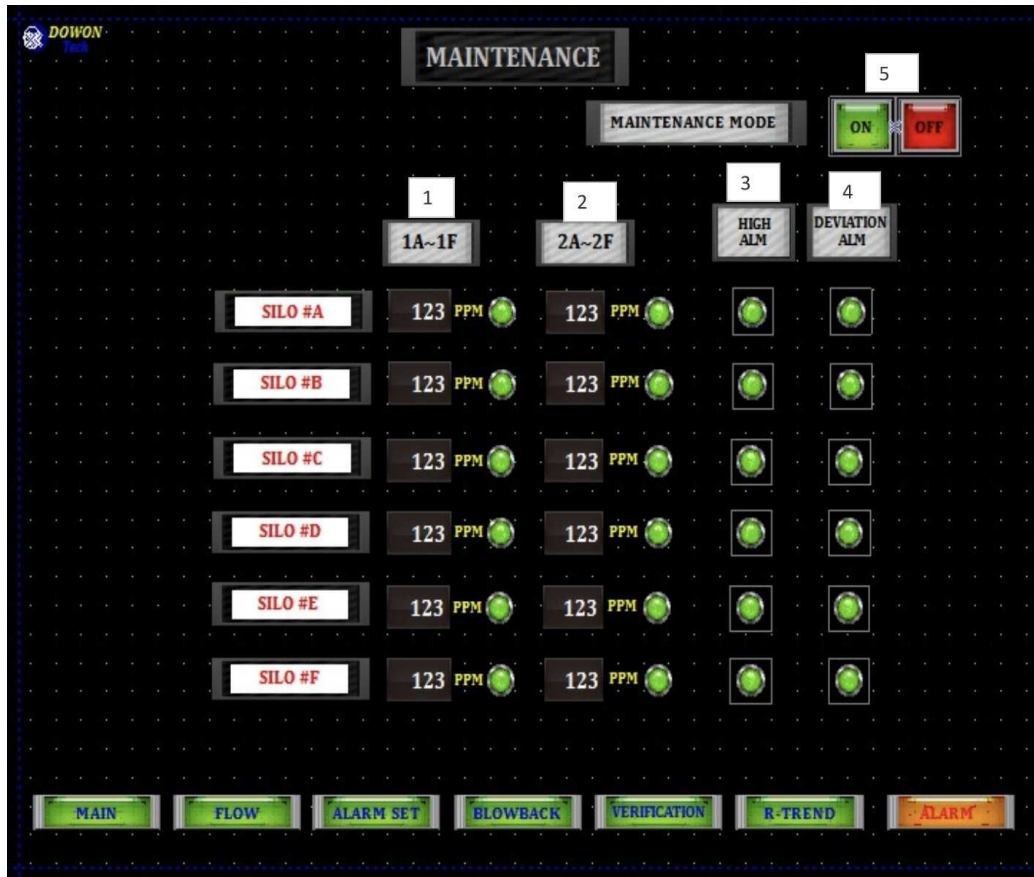 DOWON
Tech
MAINTENANCE
5
MAINTENANCE MODE
ON
OFF
1
2
3
4
1A~1F
2A~2F
HIGH
ALM
DEVIATION
ALM
SILO #A
123 PPM
123 PPM
SILO #B
123 PPM
123 PPM
SILO #C
123 PPM
123 PPM
SILO #D
123 PPM
123 PPM
SILO #E
123 PPM
123 PPM
SILO #F
123 PPM
123 PPM
MAIN
FLOW
ALARM SET
BLOWBACK
VERIFICATION
R-TREND
ALARM